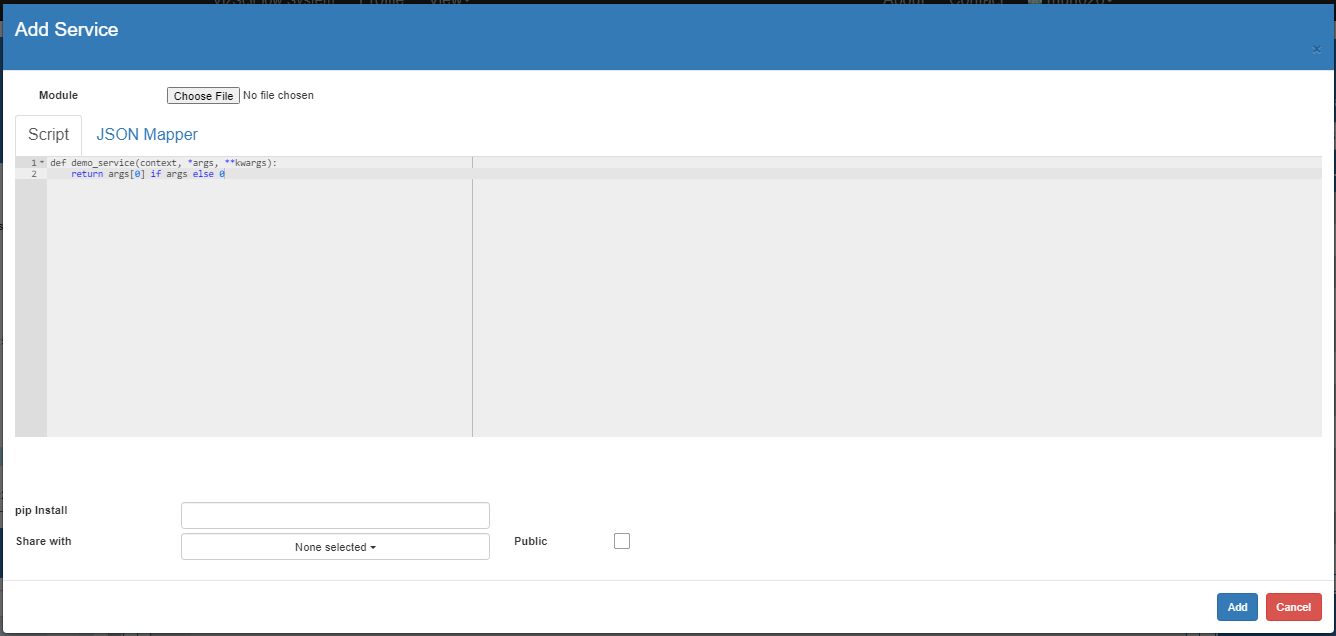 Add Service
×
Module Choose File No file chosen
Script JSON Mapper
1 def demo_service(context, *args, **kwargs):
2 return args[0] if args else 0
pip Install
Share with None selected Public
Add Cancel